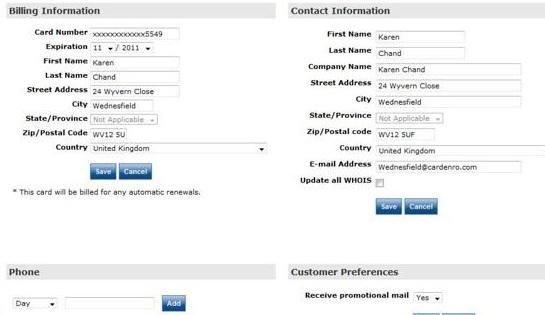 Billing Information
Card Number xxxxxxxxxxxx5549
Expiration 11 / 2011
First Name Karen
Last Name Chand
Street Address 24 Wyvern Close
City Wednesfield
State/Province Not Applicable
Zip/Postal Code WV12 5U
Country United Kingdom
Save Cancel
* This card will be billed for any automatic renewals.
Contact Information
First Name Karen
Last Name Chand
Company Name Karen Chand
Street Address 24 Wyvern Close
City Wednesfield
State/Province Not Applicable
Zip/Postal code WV12 5UF
Country United Kingdom
E-mail Address Wednesfield@cardenro.com
Update all WHOIS
Save Cancel
Phone
Day Add
Customer Preferences
Receive promotional mail Yes